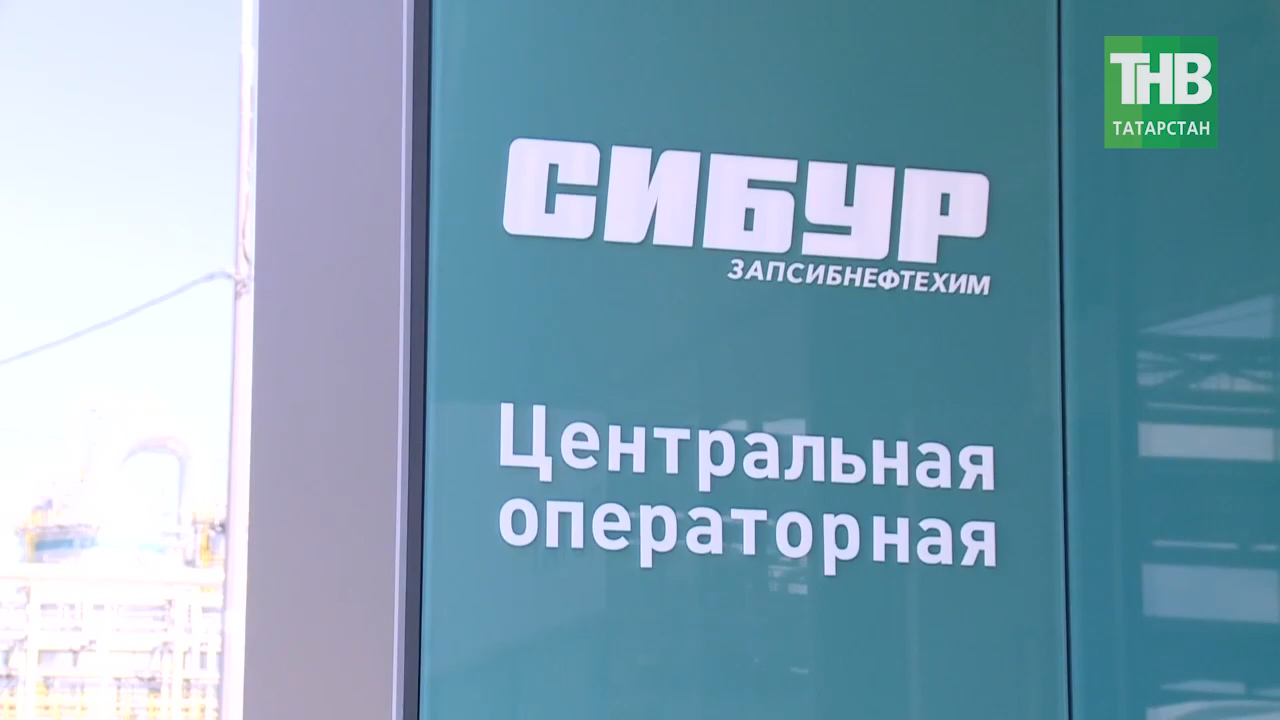 ТНВ
ТАТАРСТАН
СИБУР
ЗАПСИБНЕФТЕХИМ
Центральная
операторная